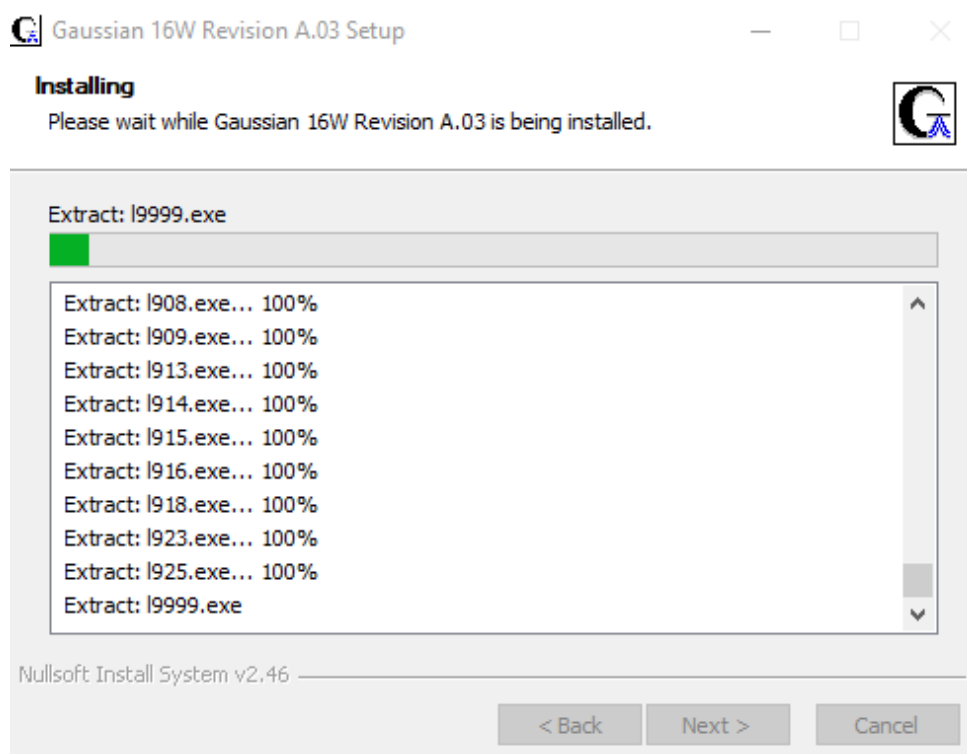 Gaussian 16W Revision A.03 Setup
Installing
Please wait while Gaussian 16W Revision A.03 is being installed.
Extract: l9999.exe
Extract: l908.exe... 100%
Extract: l909.exe... 100%
Extract: l913.exe... 100%
Extract: l914.exe... 100%
Extract: l915.exe... 100%
Extract: l916.exe... 100%
Extract: l918.exe... 100%
Extract: l923.exe... 100%
Extract: l925.exe... 100%
Extract: l9999.exe
Nullsoft Install System v2.46
< Back Next > Cancel